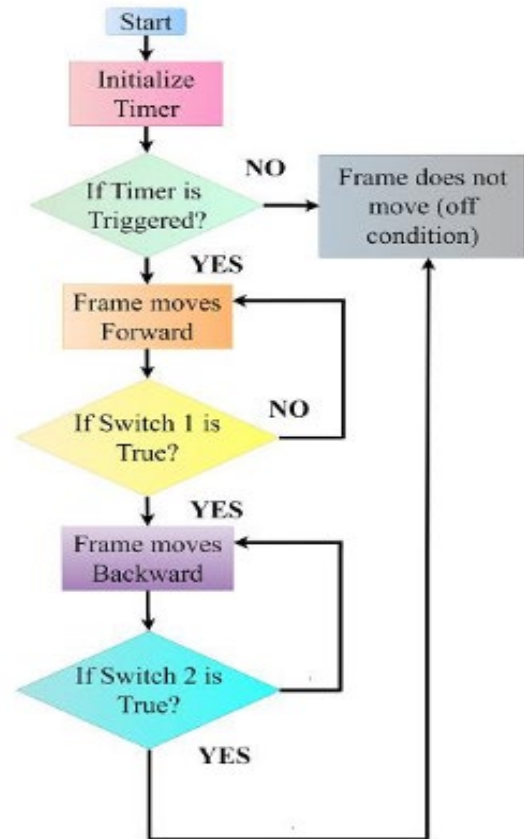 Start
Initialize
Timer
If Timer is
Triggered?
NO
Frame does not
move (off
condition)
YES
Frame moves
Forward
If Switch 1 is
True?
NO
YES
Frame moves
Backward
If Switch 2 is
True?
YES